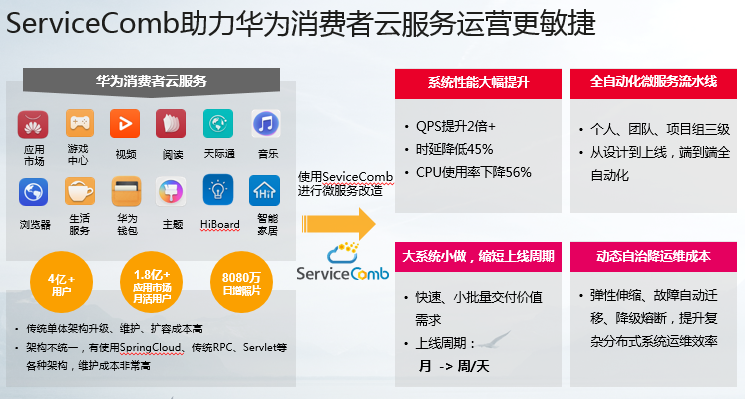 ServiceComb助力华为消费者云服务运营更敏捷
华为消费者云服务
应用
市场
游戏
中心
视频
阅读
天际通
音乐
浏览器
生活
服务
华为
钱包
主题
HiBoard
智能
家居
1Hir
4亿+
用户
1.8亿+
应用市场
月活用户
8080万
日增照片
• 传统单体架构升级、维护、扩容成本高
• 架构不统一，有使用SpringCloud、传统RPC、Servlet等
各种架构，维护成本非常高
使用SeviceComb
进行微服务改造
ServiceComb
系统性能大幅提升
• QPS提升2倍+
• 时延降低45%
• CPU使用率下降56%
全自动化微服务流水线
• 个人、团队、项目组三级
• 从设计到上线，端到端全
自动化
大系统小做，缩短上线周期
• 快速、小批量交付价值
需求
• 上线周期：
月 -> 周/天
动态自治降运维成本
• 弹性伸缩、故障自动迁
移、降级熔断，提升复
杂分布式系统运维效率